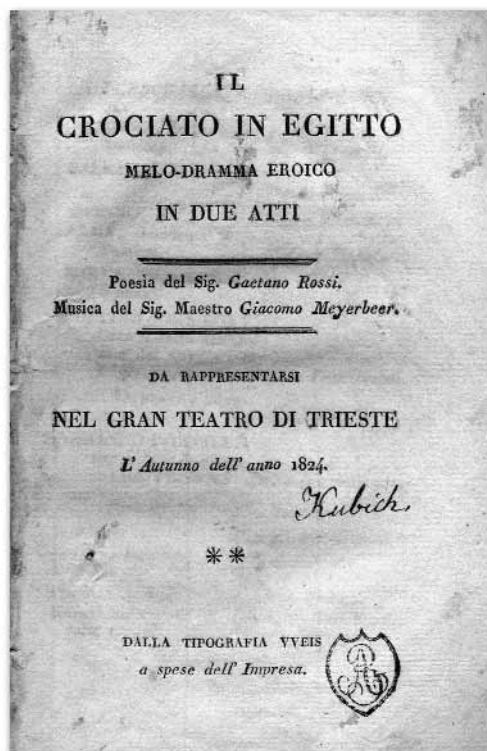 IL
CROCIATO IN EGITTO
MELO-DRAMMA EROICO
IN DUE ATTI
Poesia del Sig. Gaetano Rossi.
Musica del Sig. Maestro Giacomo Meyerbeer.
DA RAPPRESENTARSI
NEL GRAN TEATRO DI TRIESTE
L' Autunno dell' anno 1824.
Kubich
**
DALLA TIPOGRAFIA VVEIS
a spese dell' Impresa.